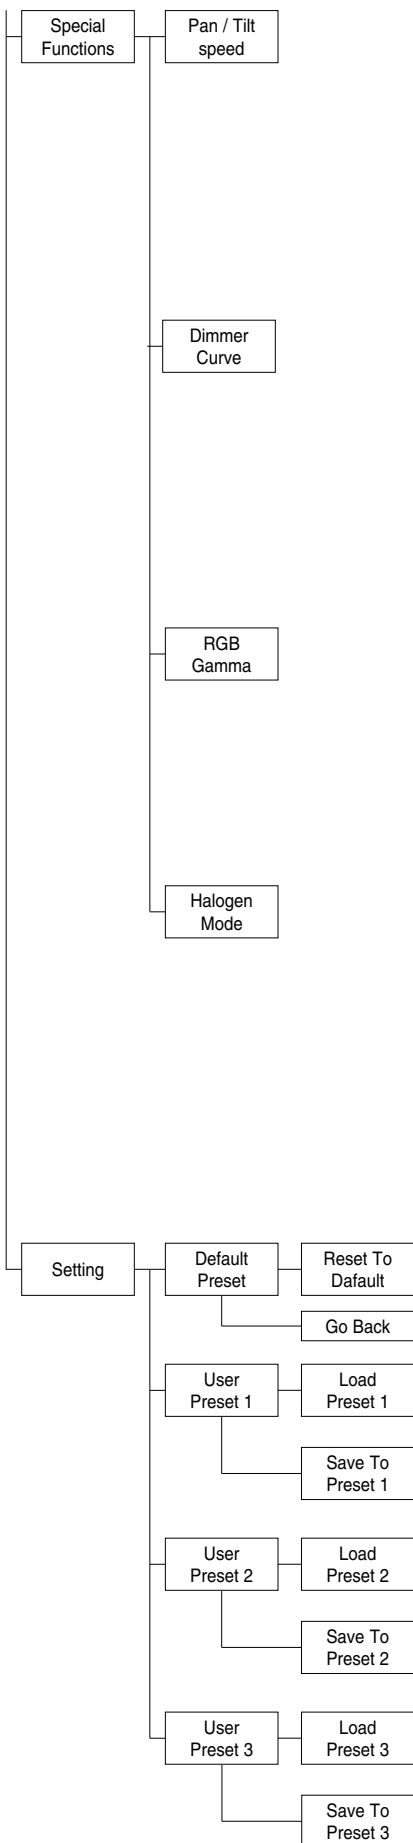 Special
Functions
Pan / Tilt
speed
Dimmer
Curve
RGB
Gamma
Halogen
Mode
Setting
Default
Preset
Reset To
Dafault
Go Back
User
Preset 1
Load
Preset 1
Save To
Preset 1
User
Preset 2
Load
Preset 2
Save To
Preset 2
User
Preset 3
Load
Preset 3
Save To
Preset 3